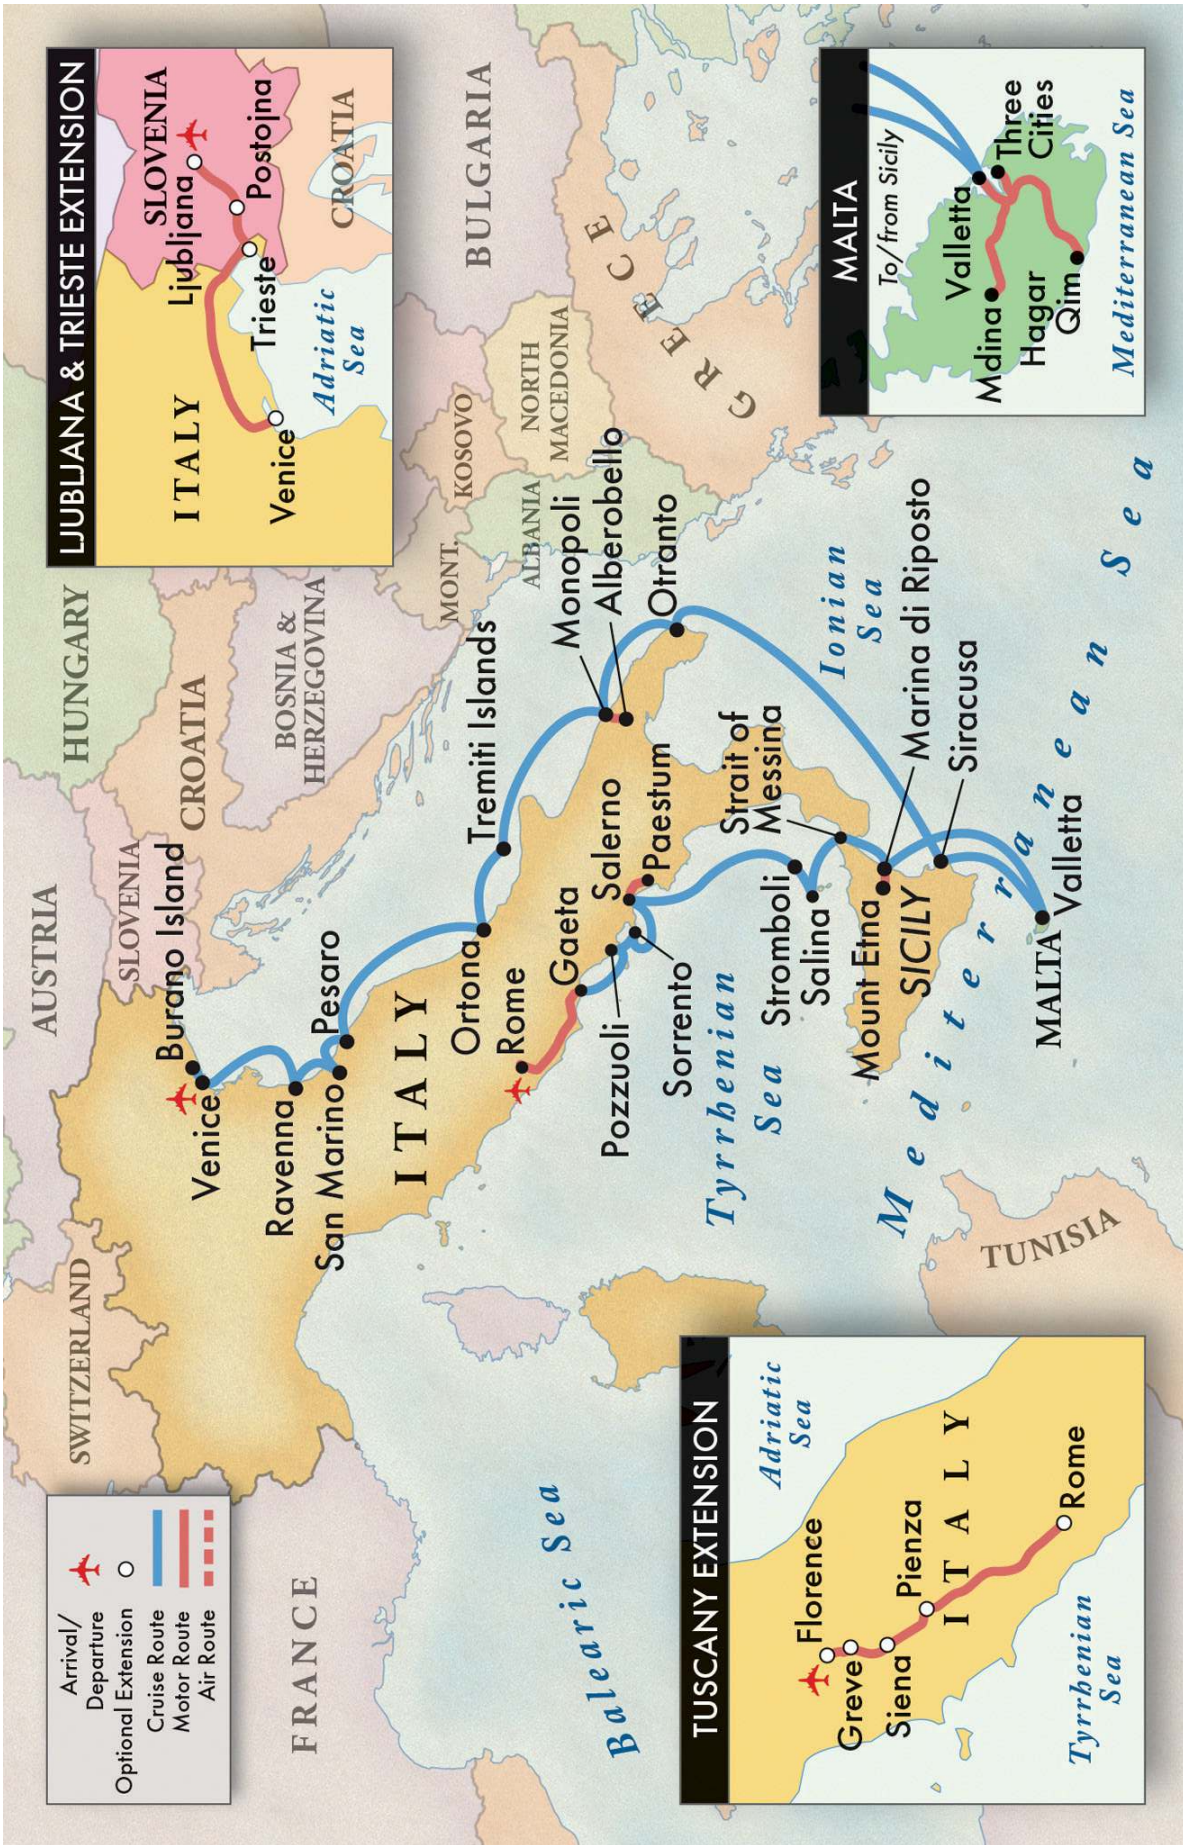 Arrival/
Departure
Optional Extension
Cruise Route
Motor Route
Air Route
LJUBLJANA & TRIESTE EXTENSION
ITALY
SLOVENIA
Ljubljana
Postojna
Trieste
Venice
Adriatic
Sea
CROATIA
SWITZERLAND
AUSTRIA
HUNGARY
SLOVENIA
CROATIA
BOSNIA &
HERZEGOVINA
MONT.
KOSOVO
BULGARIA
ALBANIA
NORTH
MACEDONIA
GREECE
FRANCE
ITALY
Burano Island
Venice
Ravenna
San Marino
Pesaro
Ortona
Tremiti Islands
Monopoli
Alberobello
Otranto
Rome
Gaeta
Pozzuoli
Sorrento
Salerno
Paestum
Stromboli
Salina
Strait of
Messina
Mount Etna
SICILY
Marina di Riposto
Siracusa
MALTA
Valletta
Balearic Sea
Tyrrhenian
Sea
Ionian
Sea
Mediterranean Sea
TUNISIA
TUSCANY EXTENSION
Florence
Greve
Siena
Pienza
Rome
ITALY
Adriatic
Sea
Tyrrhenian
Sea
MALTA
To/from Sicily
Valletta
Three
Cities
Mdina
Hagar
Qim
Mediterranean Sea